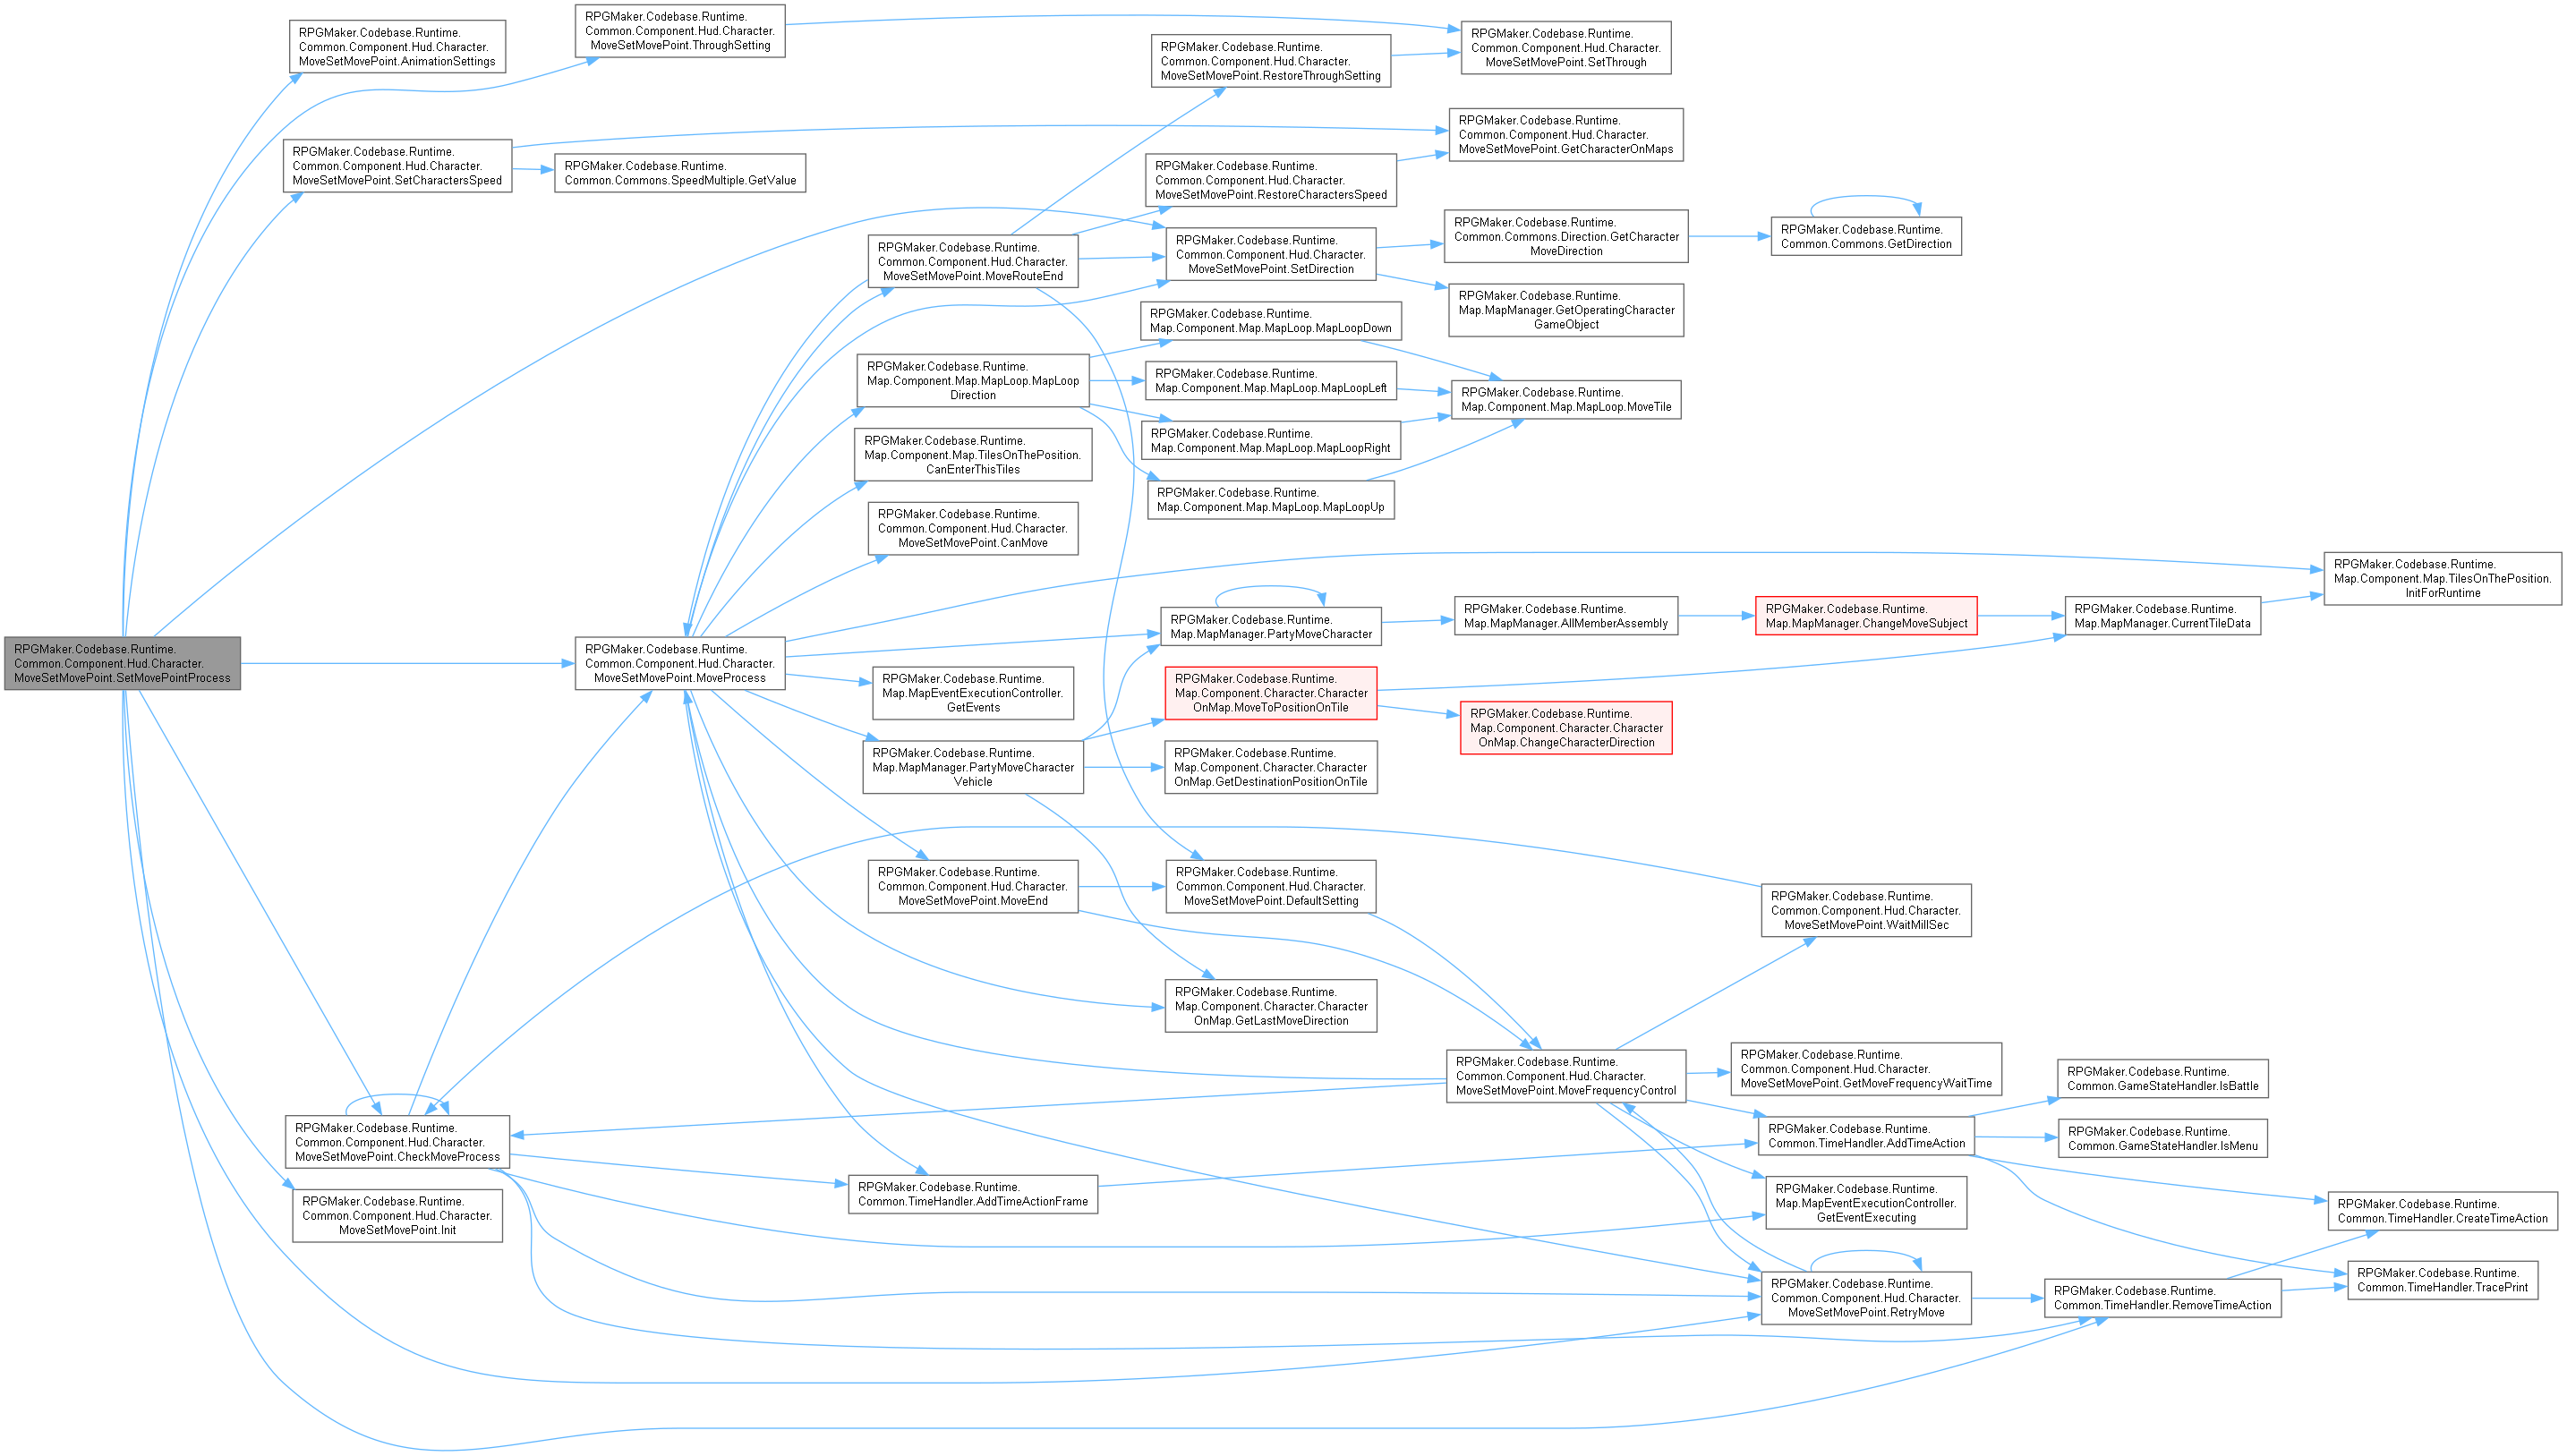 RPGMaker.Codebase.Runtime.
Common.Component.Hud.Character.
MoveSetMovePoint.SetMovePointProcess
RPGMaker.Codebase.Runtime.
Common.Component.Hud.Character.
MoveSetMovePoint.AnimationSettings
RPGMaker.Codebase.Runtime.
Common.Component.Hud.Character.
MoveSetMovePoint.SetCharactersSpeed
RPGMaker.Codebase.Runtime.
Common.Component.Hud.Character.
MoveSetMovePoint.CheckMoveProcess
RPGMaker.Codebase.Runtime.
Common.Component.Hud.Character.
MoveSetMovePoint.Init
RPGMaker.Codebase.Runtime.
Common.Component.Hud.Character.
MoveSetMovePoint.ThroughSetting
RPGMaker.Codebase.Runtime.
Common.Commons.SpeedMultiple.GetValue
RPGMaker.Codebase.Runtime.
Common.Component.Hud.Character.
MoveSetMovePoint.MoveProcess
RPGMaker.Codebase.Runtime.
Common.Component.Hud.Character.
MoveSetMovePoint.MoveRouteEnd
RPGMaker.Codebase.Runtime.
Map.Component.Map.MapLoop.MapLoop
Direction
RPGMaker.Codebase.Runtime.
Map.Component.Map.TilesOnThePosition.
CanEnterThisTiles
RPGMaker.Codebase.Runtime.
Common.Component.Hud.Character.
MoveSetMovePoint.CanMove
RPGMaker.Codebase.Runtime.
Map.MapEventExecutionController.
GetEvents
RPGMaker.Codebase.Runtime.
Map.MapManager.PartyMoveCharacter
Vehicle
RPGMaker.Codebase.Runtime.
Common.Component.Hud.Character.
MoveSetMovePoint.MoveEnd
RPGMaker.Codebase.Runtime.
Common.TimeHandler.AddTimeActionFrame
RPGMaker.Codebase.Runtime.
Common.Component.Hud.Character.
MoveSetMovePoint.RestoreThroughSetting
RPGMaker.Codebase.Runtime.
Common.Component.Hud.Character.
MoveSetMovePoint.RestoreCharactersSpeed
RPGMaker.Codebase.Runtime.
Common.Component.Hud.Character.
MoveSetMovePoint.SetDirection
RPGMaker.Codebase.Runtime.
Map.Component.Map.MapLoop.MapLoopDown
RPGMaker.Codebase.Runtime.
Map.Component.Map.MapLoop.MapLoopLeft
RPGMaker.Codebase.Runtime.
Map.Component.Map.MapLoop.MapLoopRight
RPGMaker.Codebase.Runtime.
Map.Component.Map.MapLoop.MapLoopUp
RPGMaker.Codebase.Runtime.
Map.MapManager.PartyMoveCharacter
RPGMaker.Codebase.Runtime.
Map.Component.Character.Character
OnMap.MoveToPositionOnTile
RPGMaker.Codebase.Runtime.
Map.Component.Character.Character
OnMap.GetDestinationPositionOnTile
RPGMaker.Codebase.Runtime.
Common.Component.Hud.Character.
MoveSetMovePoint.DefaultSetting
RPGMaker.Codebase.Runtime.
Map.Component.Character.Character
OnMap.GetLastMoveDirection
RPGMaker.Codebase.Runtime.
Common.Component.Hud.Character.
MoveSetMovePoint.SetThrough
RPGMaker.Codebase.Runtime.
Common.Component.Hud.Character.
MoveSetMovePoint.GetCharacterOnMaps
RPGMaker.Codebase.Runtime.
Common.Commons.Direction.GetCharacter
MoveDirection
RPGMaker.Codebase.Runtime.
Map.MapManager.GetOperatingCharacter
GameObject
RPGMaker.Codebase.Runtime.
Map.Component.Map.MapLoop.MoveTile
RPGMaker.Codebase.Runtime.
Map.MapManager.AllMemberAssembly
RPGMaker.Codebase.Runtime.
Map.Component.Character.Character
OnMap.ChangeCharacterDirection
RPGMaker.Codebase.Runtime.
Common.Component.Hud.Character.
MoveSetMovePoint.MoveFrequencyControl
RPGMaker.Codebase.Runtime.
Common.Commons.GetDirection
RPGMaker.Codebase.Runtime.
Map.MapManager.ChangeMoveSubject
RPGMaker.Codebase.Runtime.
Common.Component.Hud.Character.
MoveSetMovePoint.WaitMillSec
RPGMaker.Codebase.Runtime.
Common.Component.Hud.Character.
MoveSetMovePoint.GetMoveFrequencyWaitTime
RPGMaker.Codebase.Runtime.
Common.TimeHandler.AddTimeAction
RPGMaker.Codebase.Runtime.
Map.MapEventExecutionController.
GetEventExecuting
RPGMaker.Codebase.Runtime.
Common.Component.Hud.Character.
MoveSetMovePoint.RetryMove
RPGMaker.Codebase.Runtime.
Map.MapManager.CurrentTileData
RPGMaker.Codebase.Runtime.
Common.GameStateHandler.IsBattle
RPGMaker.Codebase.Runtime.
Common.GameStateHandler.IsMenu
RPGMaker.Codebase.Runtime.
Common.TimeHandler.RemoveTimeAction
RPGMaker.Codebase.Runtime.
Map.Component.Map.TilesOnThePosition.
InitForRuntime
RPGMaker.Codebase.Runtime.
Common.TimeHandler.CreateTimeAction
RPGMaker.Codebase.Runtime.
Common.TimeHandler.TracePrint